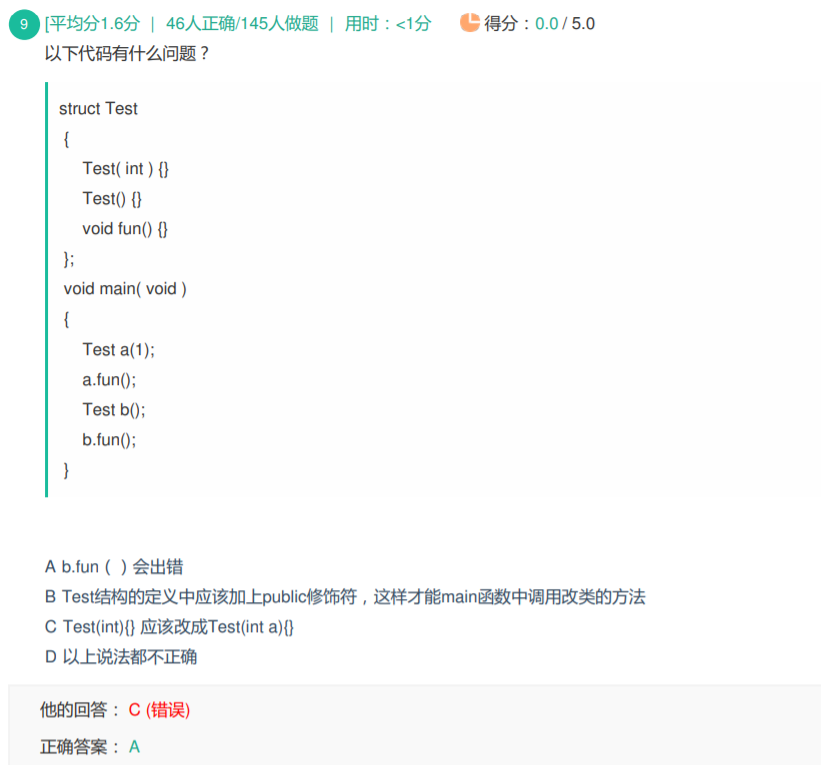 9 [平均分1.6分 | 46人正确/145人做题 | 用时：<1分 得分：0.0 / 5.0
以下代码有什么问题？
struct Test
{
Test( int ) {}
Test() {}
void fun() {}
};
void main( void )
{
Test a(1);
a.fun();
Test b();
b.fun();
}
A b.fun（ ）会出错
B Test结构的定义中应该加上public修饰符，这样才能main函数中调用改类的方法
C Test(int){} 应该改成Test(int a){}
D 以上说法都不正确
他的回答： C (错误)
正确答案： A